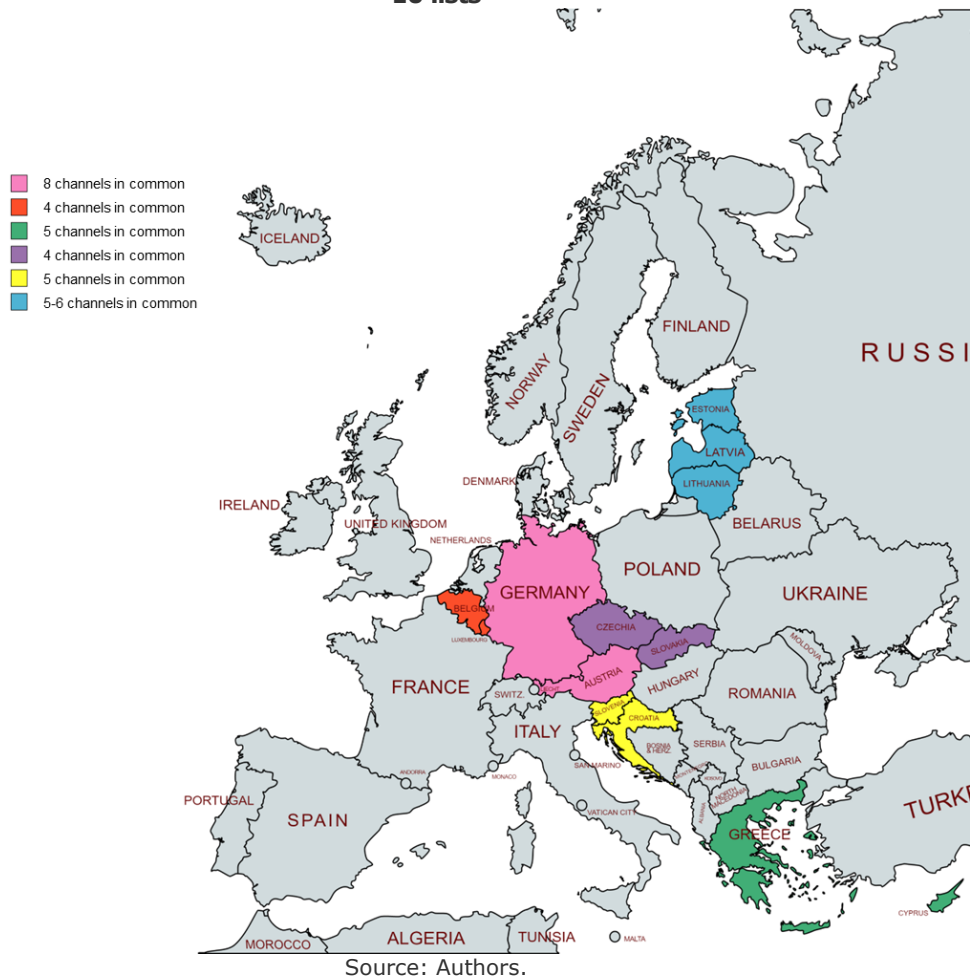 8 channels in common
4 channels in common
5 channels in common
4 channels in common
5 channels in common
5-6 channels in common
ICELAND
FINLAND
RUSSI
NORWAY
SWEDEN
ESTONIA
LATVIA
DENMARK
LITHUANIA
IRELAND
UNITED KINGDOM
BELARUS
NETHERLANDS
POLAND
GERMANY
UKRAINE
BELGIUM
CZECHIA
LUXEMBOURG
SLOVAKIA
MOLDOVA
AUSTRIA
HUNGARY
FRANCE
SWITZ.
LIECHT.
ROMANIA
SLOVENIA
CROATIA
ITALY
BOSNIA
& HERZ.
SERBIA
SAN MARINO
BULGARIA
MONTENEGRO
KOSOVO
ANDORRA
MONACO
NORTH
MACEDONIA
PORTUGAL
VATICAN CITY
ALBANIA
TURKE
SPAIN
GREECE
CYPRUS
MOROCCO
ALGERIA
TUNISIA
MALTA
Source: Authors.